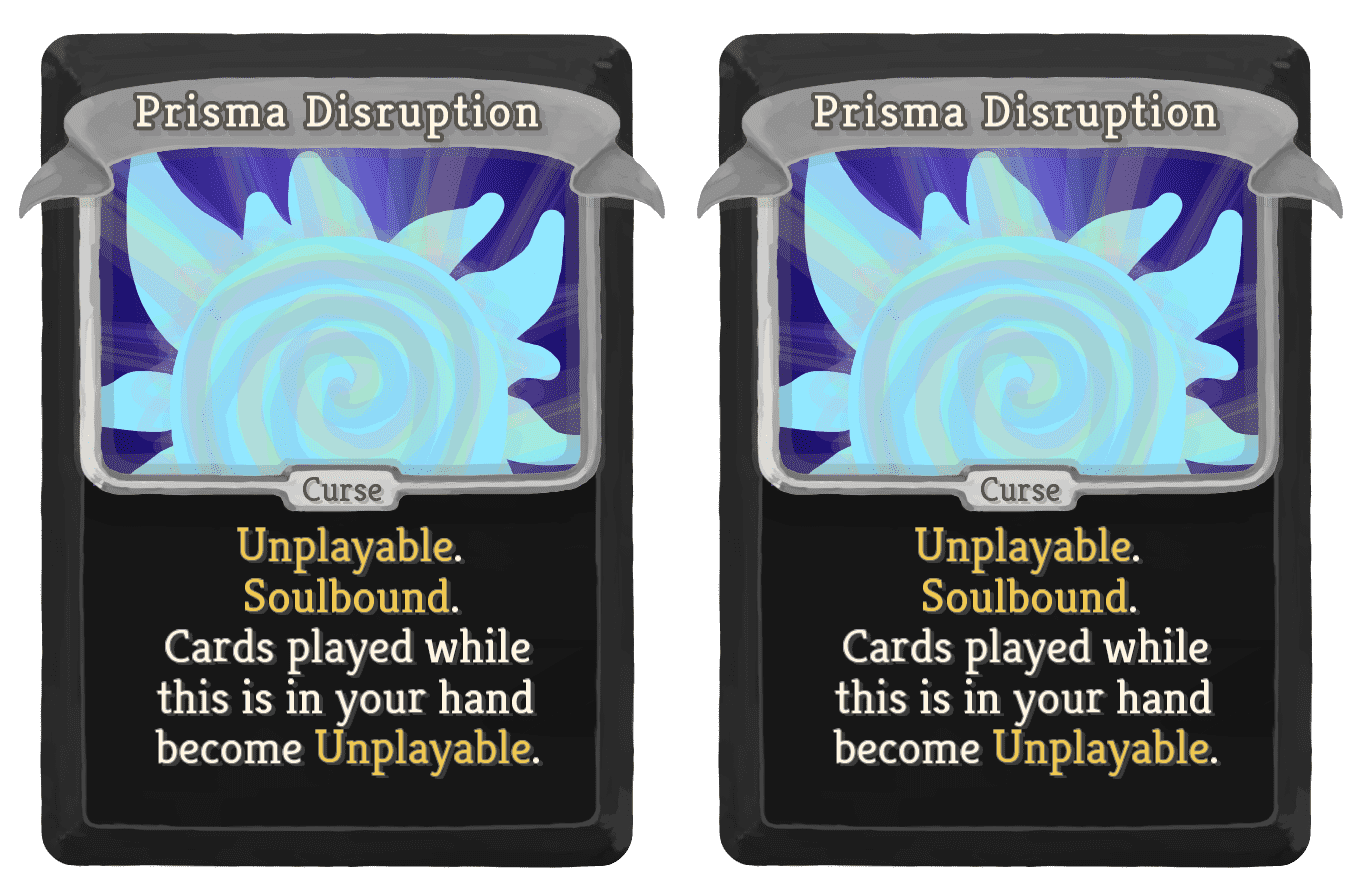 Prisma Disruption
Curse
Unplayable.
Soulbound.
Cards played while
this is in your hand
become Unplayable.
Prisma Disruption
Curse
Unplayable.
Soulbound.
Cards played while
this is in your hand
become Unplayable.